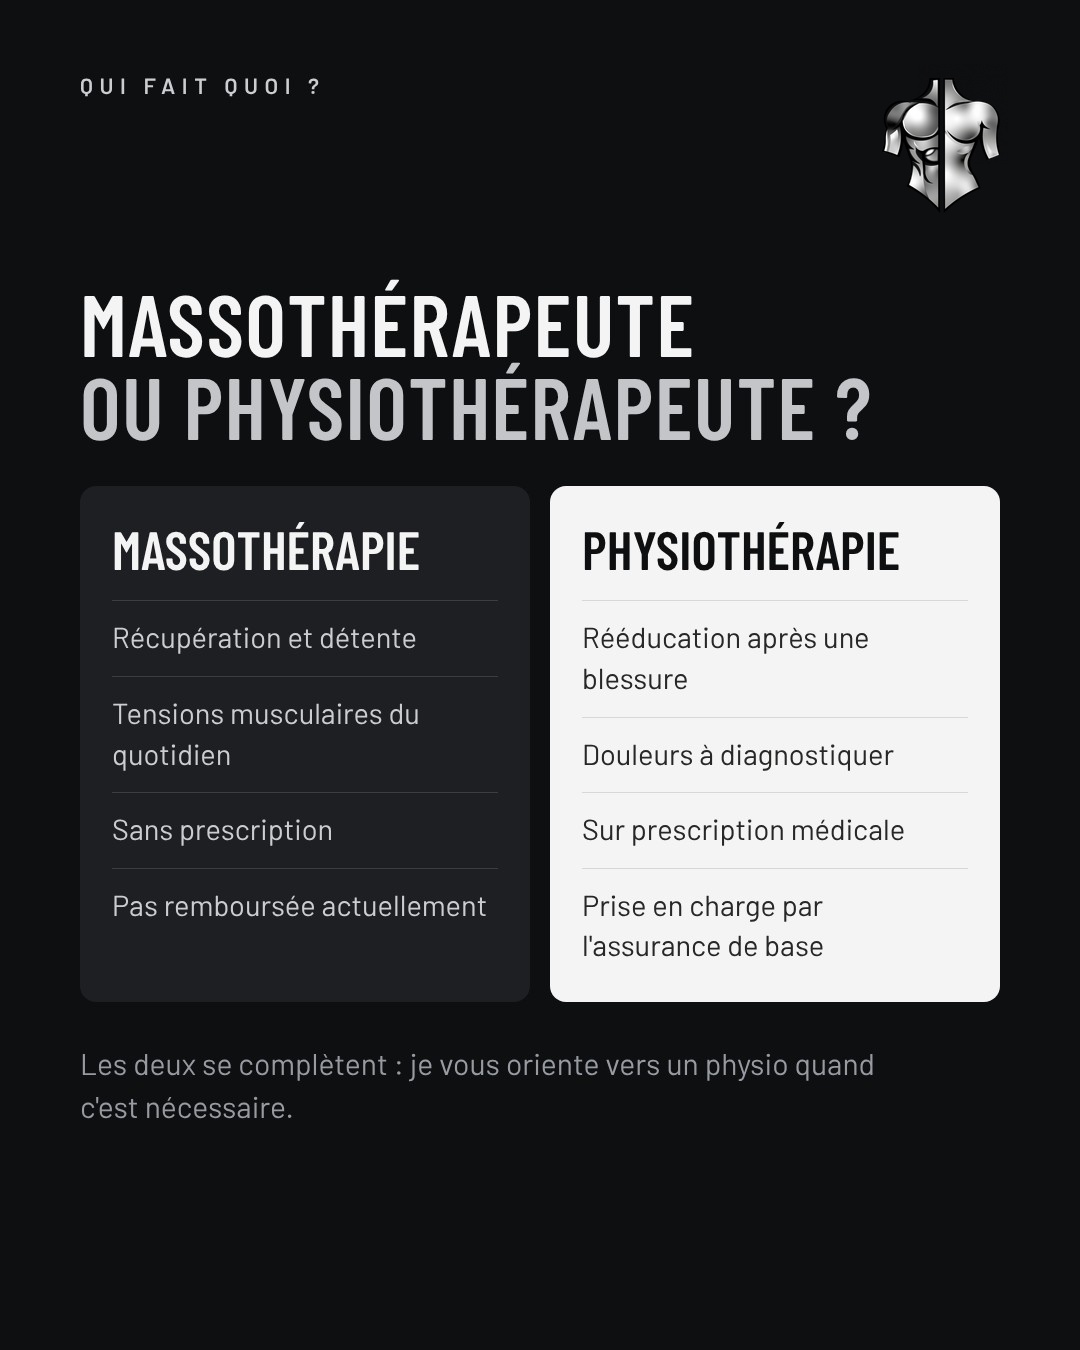 QUI FAIT QUOI ?
MASSOTHÉRAPEUTE
OU PHYSIOTHÉRAPEUTE ?
MASSOTHÉRAPIE
Récupération et détente
Tensions musculaires du
quotidien
Sans prescription
Pas remboursée actuellement
PHYSIOTHÉRAPIE
Rééducation après une
blessure
Douleurs à diagnostiquer
Sur prescription médicale
Prise en charge par
l'assurance de base
Les deux se complètent : je vous oriente vers un physio quand
c'est nécessaire.